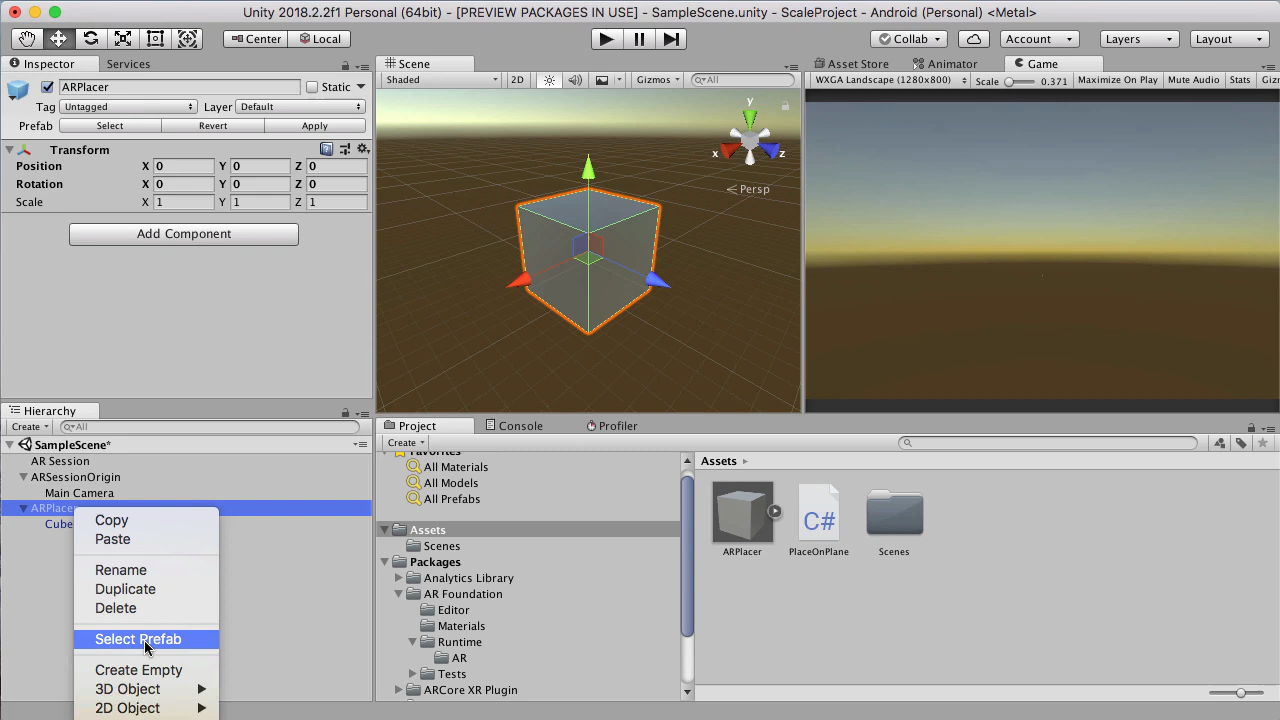 Unity 2018.2.2f1 Personal (64bit) - [PREVIEW PACKAGES IN USE] - SampleScene.unity - ScaleProject - Android (Personal) <Metal>
Center Local Collab Account Layers Layout
Inspector Services
ARPlacer Static
Tag Untagged Layer Default
Prefab Select Revert Apply
Transform
Position X 0 Y 0 Z 0
Rotation X 0 Y 0 Z 0
Scale X 1 Y 1 Z 1
Add Component
Scene
Shaded 2D Gizmos All
y
x
z
Persp
Asset Store Animator Game
WXGA Landscape (1280x800) Scale 0.371 Maximize On Play Mute Audio Stats Gizmos
Hierarchy
Create All
SampleScene*
AR Session
ARSessionOrigin
Main Camera
ARPlacer
Cube
Copy
Paste
Rename
Duplicate
Delete
Select Prefab
Create Empty
3D Object
2D Object
Project Console Profiler
Create
Favorites
All Materials
All Models
All Prefabs
Assets
Scenes
Packages
Analytics Library
AR Foundation
Editor
Materials
Runtime
AR
Tests
ARCore XR Plugin
Assets
C#
ARPlacer PlaceOnPlane Scenes